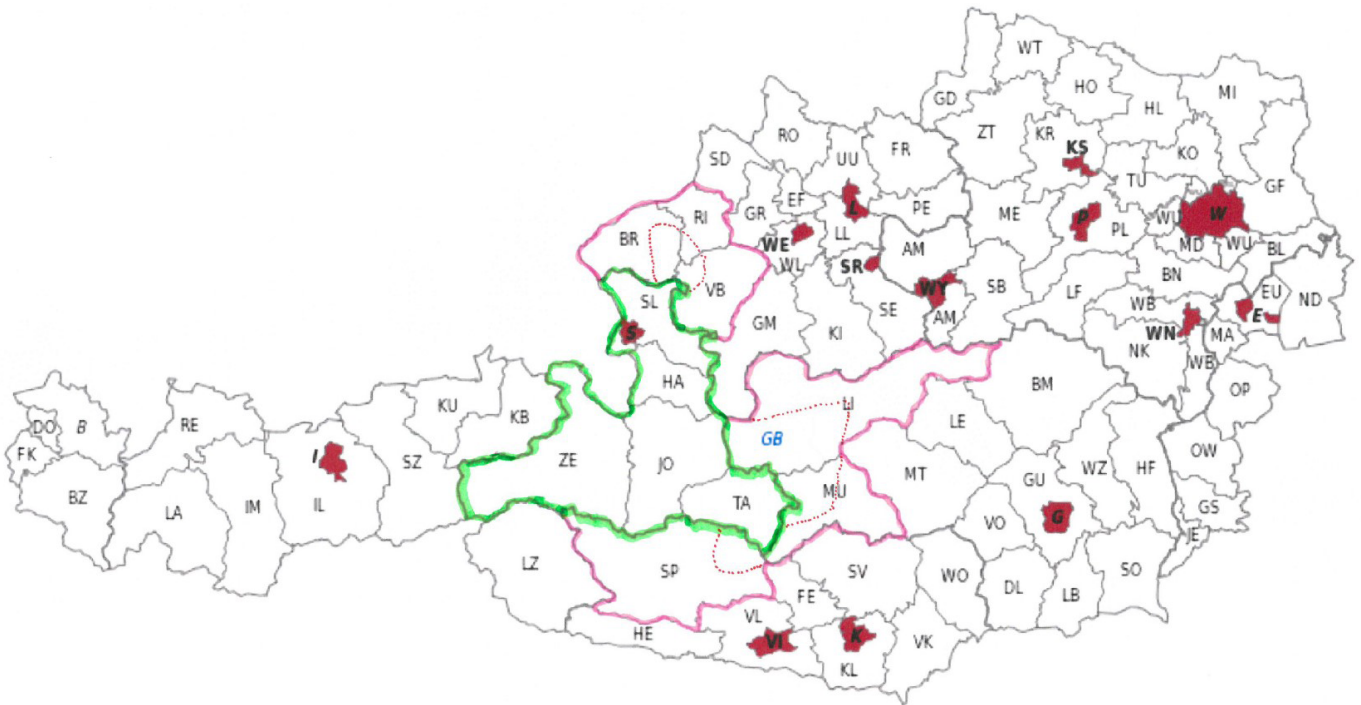 WT
GD
HO
MI
HL
ZT
RO
KR
UU
FR
KS
KO
SD
TU
GF
EF
GR
L
PE
ME
P
PL
WU
W
RI
BR
WE
LL
AM
MD
WU
BL
WL
SR
BN
SL
VB
WY
SB
LF
EU
ND
SE
WB
E
GM
KI
AM
S
WN
MA
NK
WB
HA
BM
KU
KB
OP
LI
DO
B
RE
LE
FK
GB
I
SZ
ZE
JO
MT
WZ
HF
OW
BZ
GU
LA
IM
IL
TA
MU
GS
G
VO
JE
LZ
SP
SV
WO
SO
FE
DL
LB
VL
HE
VI
K
VK
KL